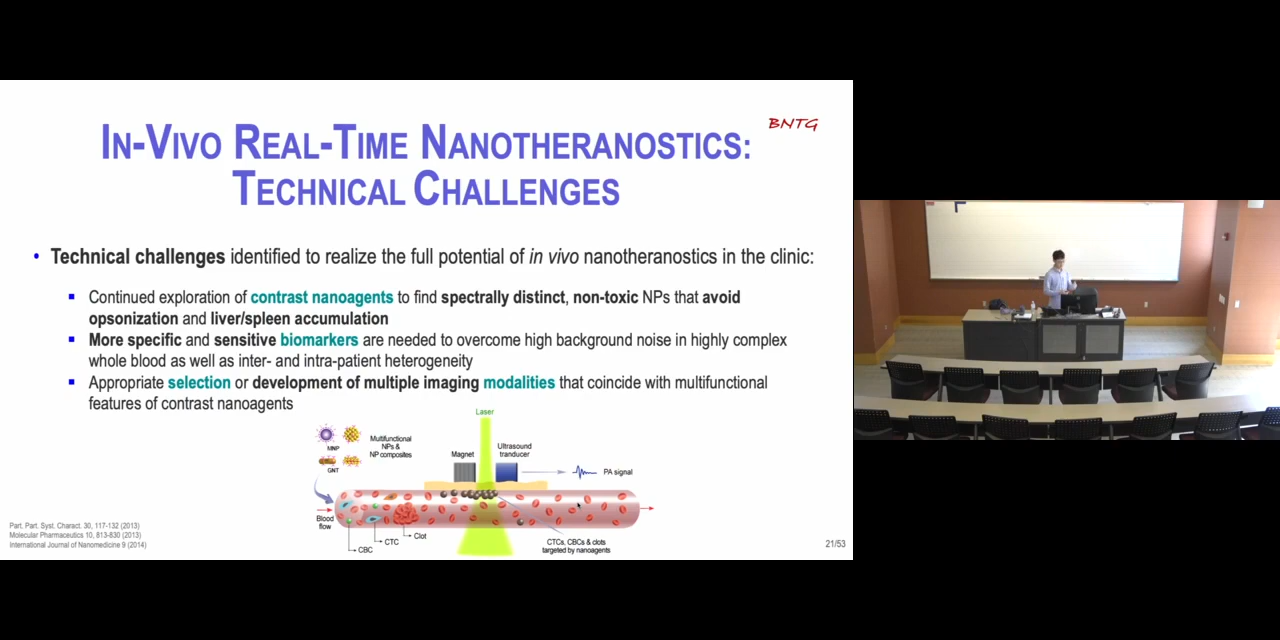 BNTG
IN-VIVO REAL-TIME NANOTHERANOSTICS:
TECHNICAL CHALLENGES
• Technical challenges identified to realize the full potential of in vivo nanotheranostics in the clinic:
▪ Continued exploration of contrast nanoagents to find spectrally distinct, non-toxic NPs that avoid
opsonization and liver/spleen accumulation
▪ More specific and sensitive biomarkers are needed to overcome high background noise in highly complex
whole blood as well as inter- and intra-patient heterogeneity
▪ Appropriate selection or development of multiple imaging modalities that coincide with multifunctional
features of contrast nanoagents
Laser
MNP
GNT
Multifunctional
NPs &
NP composites
Magnet
Ultrasound
tranducer
PA signal
Blood
flow
CBC
CTC
Clot
CTCs, CBCs & clots
targeted by nanoagents
Part. Part. Syst. Charact. 30, 117-132 (2013)
Molecular Pharmaceutics 10, 813-830 (2013)
International Journal of Nanomedicine 9 (2014)
21/53